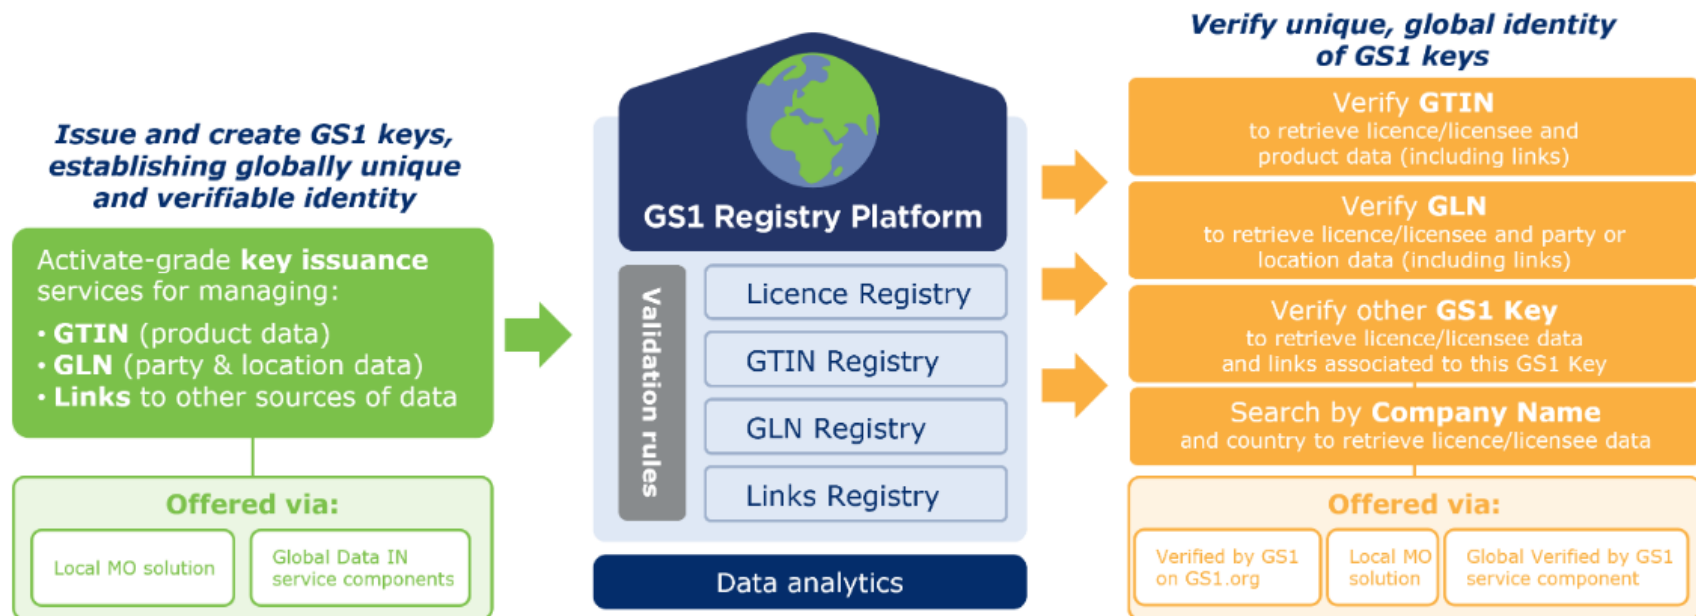 Issue and create GS1 keys,
establishing globally unique
and verifiable identity
Activate-grade key issuance
services for managing:
• GTIN (product data)
• GLN (party & location data)
• Links to other sources of data
Offered via:
Local MO solution
Global Data IN
service components
GS1 Registry Platform
Validation rules
Licence Registry
GTIN Registry
GLN Registry
Links Registry
Data analytics
Verify unique, global identity
of GS1 keys
Verify GTIN
to retrieve licence/licensee and
product data (including links)
Verify GLN
to retrieve licence/licensee and party or
location data (including links)
Verify other GS1 Key
to retrieve licence/licensee data
and links associated to this GS1 Key
Search by Company Name
and country to retrieve licence/licensee data
Offered via:
Verified by GS1
on GS1.org
Local MO
solution
Global Verified by GS1
service component